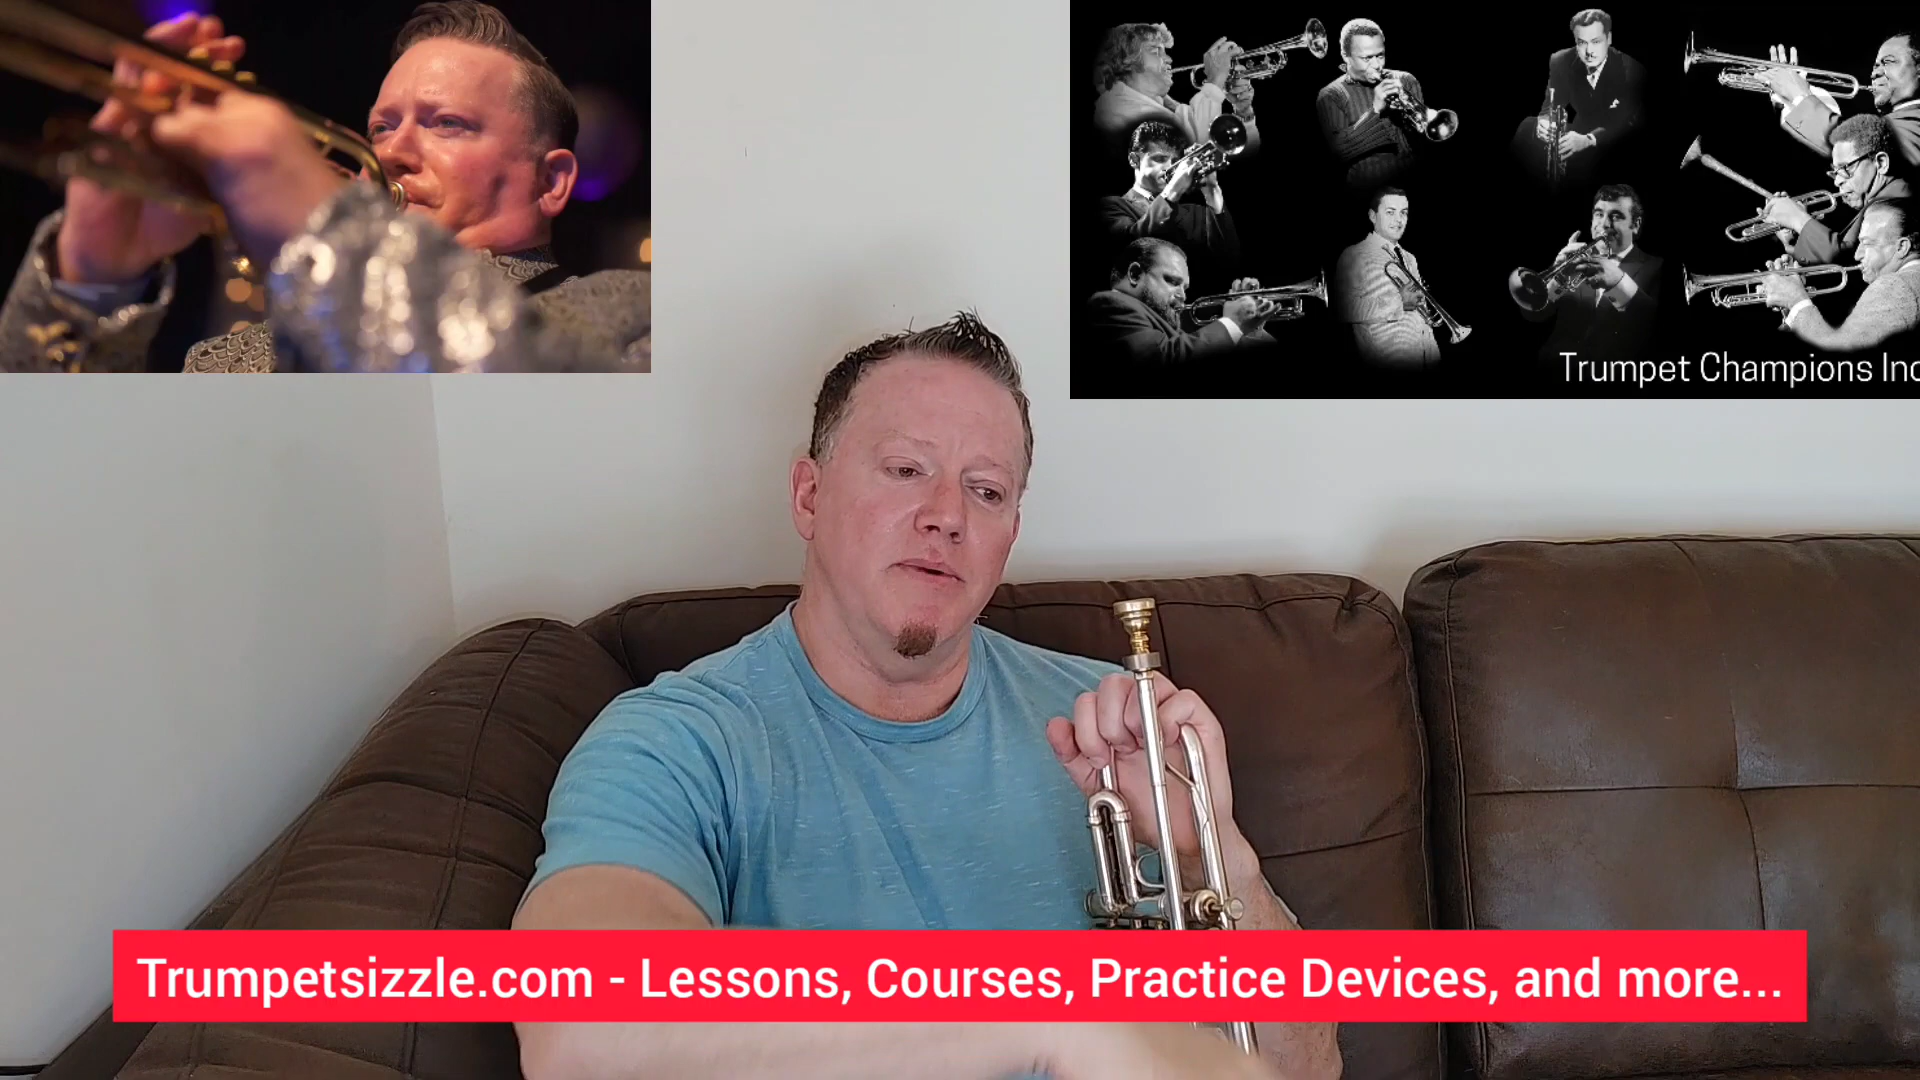 Trumpet Champions Inc
Trumpetsizzle.com - Lessons, Courses, Practice Devices, and more...